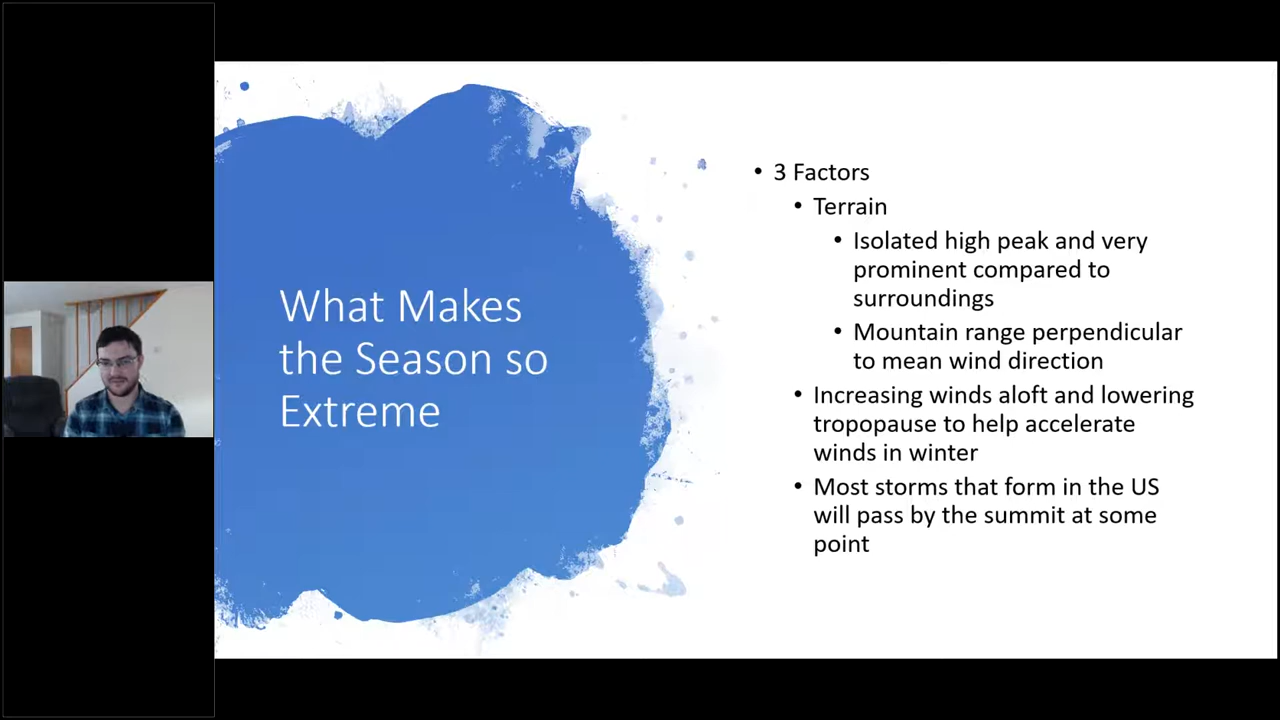 What Makes
the Season so
Extreme
• 3 Factors
• Terrain
• Isolated high peak and very
prominent compared to
surroundings
• Mountain range perpendicular
to mean wind direction
• Increasing winds aloft and lowering
tropopause to help accelerate
winds in winter
• Most storms that form in the US
will pass by the summit at some
point